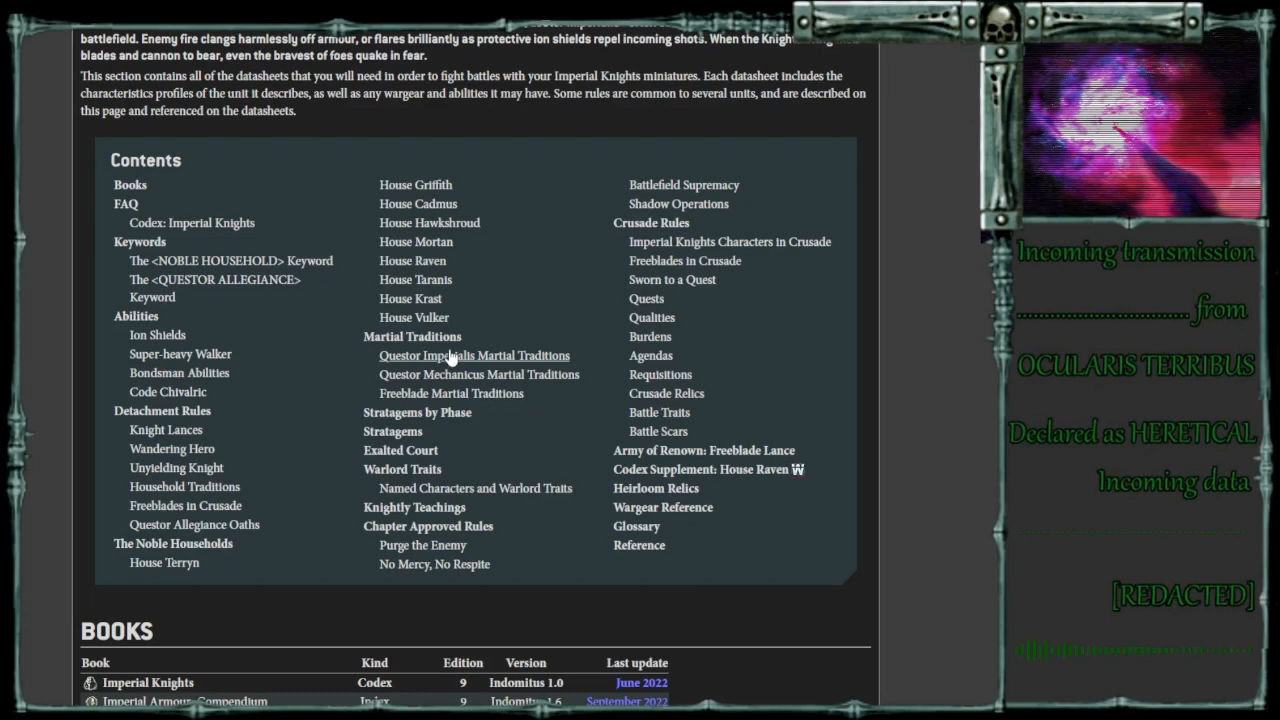 battlefield. Enemy fire clangs harmlessly off armour, or flares brilliantly as protective ion shields repel incoming shots. When the
blades and cannon to bear, even the bravest of foes quake in fear.
This section contains all of the datasheets that you will need in order to fight battles with your Imperial Knights miniatures. Each datasheet includes the
characteristics profiles of the unit it describes, as well as any wargear and abilities it may have. Some rules are common to several units, and are described on
this page and referenced on the datasheets.
Contents
Books
FAQ
Codex: Imperial Knights
Keywords
The <NOBLE HOUSEHOLD> Keyword
The <QUESTOR ALLEGIANCE>
Keyword
Abilities
Ion Shields
Super-heavy Walker
Bondsman Abilities
Code Chivalric
Detachment Rules
Knight Lances
Wandering Hero
Unyielding Knight
Household Traditions
Freeblades in Crusade
Questor Allegiance Oaths
The Noble Households
House Terryn
House Griffith
House Cadmus
House Hawkshroud
House Mortan
House Raven
House Taranis
House Krast
House Vulker
Martial Traditions
Questor Imperialis Martial Traditions
Questor Mechanicus Martial Traditions
Freeblade Martial Traditions
Stratagems by Phase
Stratagems
Exalted Court
Warlord Traits
Named Characters and Warlord Traits
Knightly Teachings
Chapter Approved Rules
Purge the Enemy
No Mercy, No Respite
Battlefield Supremacy
Shadow Operations
Crusade Rules
Imperial Knights Characters in Crusade
Freeblades in Crusade
Sworn to a Quest
Quests
Qualities
Burdens
Agendas
Requisitions
Crusade Relics
Battle Traits
Battle Scars
Army of Renown: Freeblade Lance
Codex Supplement: House Raven W
Heirloom Relics
Wargear Reference
Glossary
Reference
BOOKS
Book Kind Edition Version Last update
Imperial Knights Codex 9 Indomitus 1.0 June 2022
Imperial Armour Compendium Index 9 Indomitus 1.6 September 2022
Incoming transmission
............................... from
OCULARIS TERRIBUS
Declared as HERETICAL
Incoming data
[REDACTED]